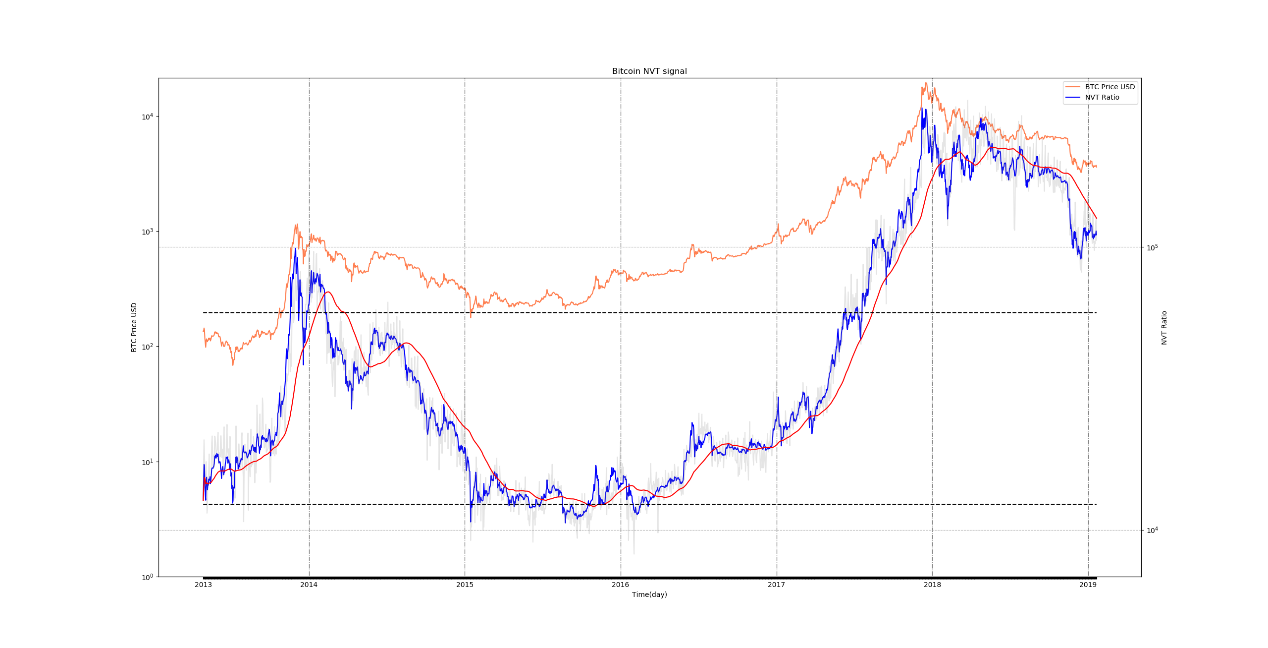 Bitcoin NVT signal
BTC Price USD
NVT Ratio
10⁴
10³
10²
10¹
10⁰
BTC Price USD
10⁵
10⁴
NVT Ratio
2013
2014
2015
2016
2017
2018
2019
Time(day)